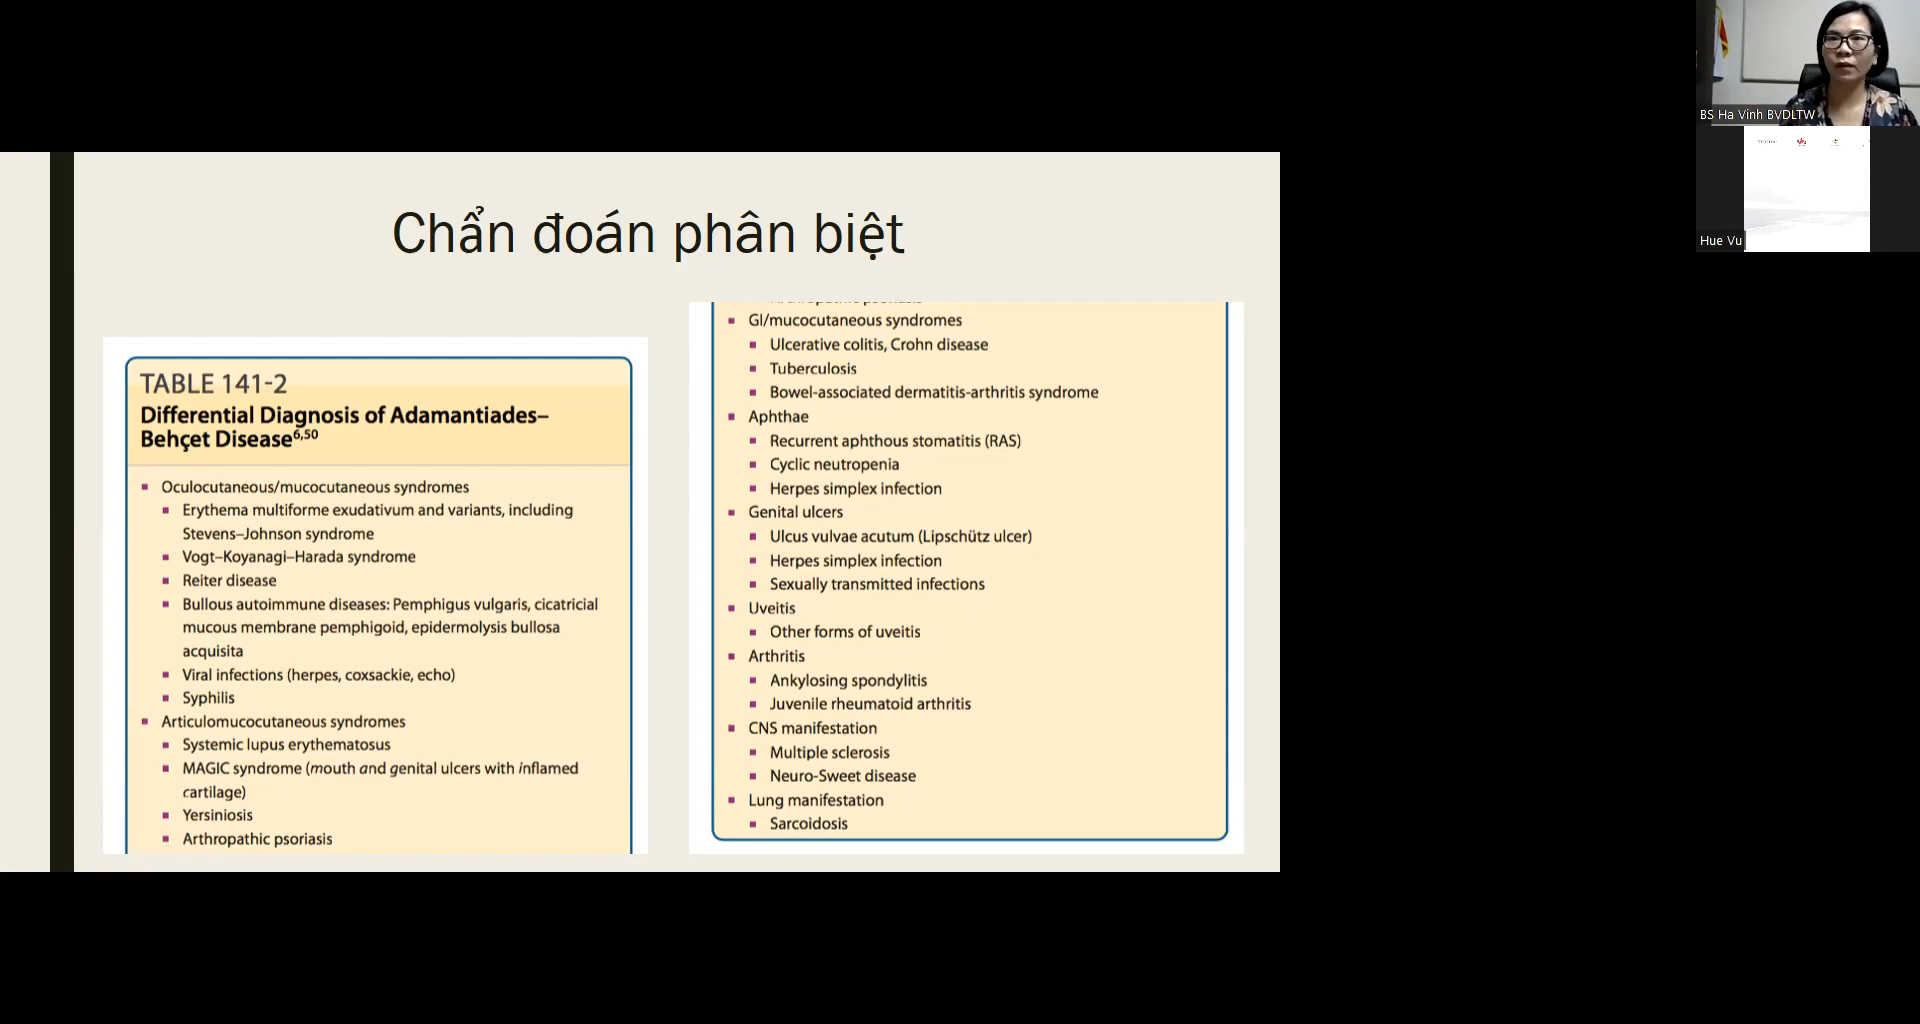 Chẩn đoán phân biệt
TABLE 141-2
Differential Diagnosis of Adamantiades–
Behçet Disease6,50
Oculocutaneous/mucocutaneous syndromes
Erythema multiforme exudativum and variants, including
Stevens–Johnson syndrome
Vogt–Koyanagi–Harada syndrome
Reiter disease
Bullous autoimmune diseases: Pemphigus vulgaris, cicatricial
mucous membrane pemphigoid, epidermolysis bullosa
acquisita
Viral infections (herpes, coxsackie, echo)
Syphilis
Articulomucocutaneous syndromes
Systemic lupus erythematosus
MAGIC syndrome (mouth and genital ulcers with inflamed
cartilage)
Yersiniosis
Arthropathic psoriasis
GI/mucocutaneous syndromes
Ulcerative colitis, Crohn disease
Tuberculosis
Bowel-associated dermatitis-arthritis syndrome
Aphthae
Recurrent aphthous stomatitis (RAS)
Cyclic neutropenia
Herpes simplex infection
Genital ulcers
Ulcus vulvae acutum (Lipschütz ulcer)
Herpes simplex infection
Sexually transmitted infections
Uveitis
Other forms of uveitis
Arthritis
Ankylosing spondylitis
Juvenile rheumatoid arthritis
CNS manifestation
Multiple sclerosis
Neuro-Sweet disease
Lung manifestation
Sarcoidosis
BS Ha Vinh BVDLTW
Hue Vu